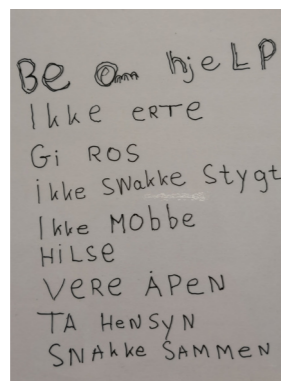 BE om hjELP
Ikke ERTE
Gi ROS
ikke SNakke Stygt
Ikke MOBBE
HiLSE
VERE ÅPEN
TA HENSYN
SNAkke SAMMEN